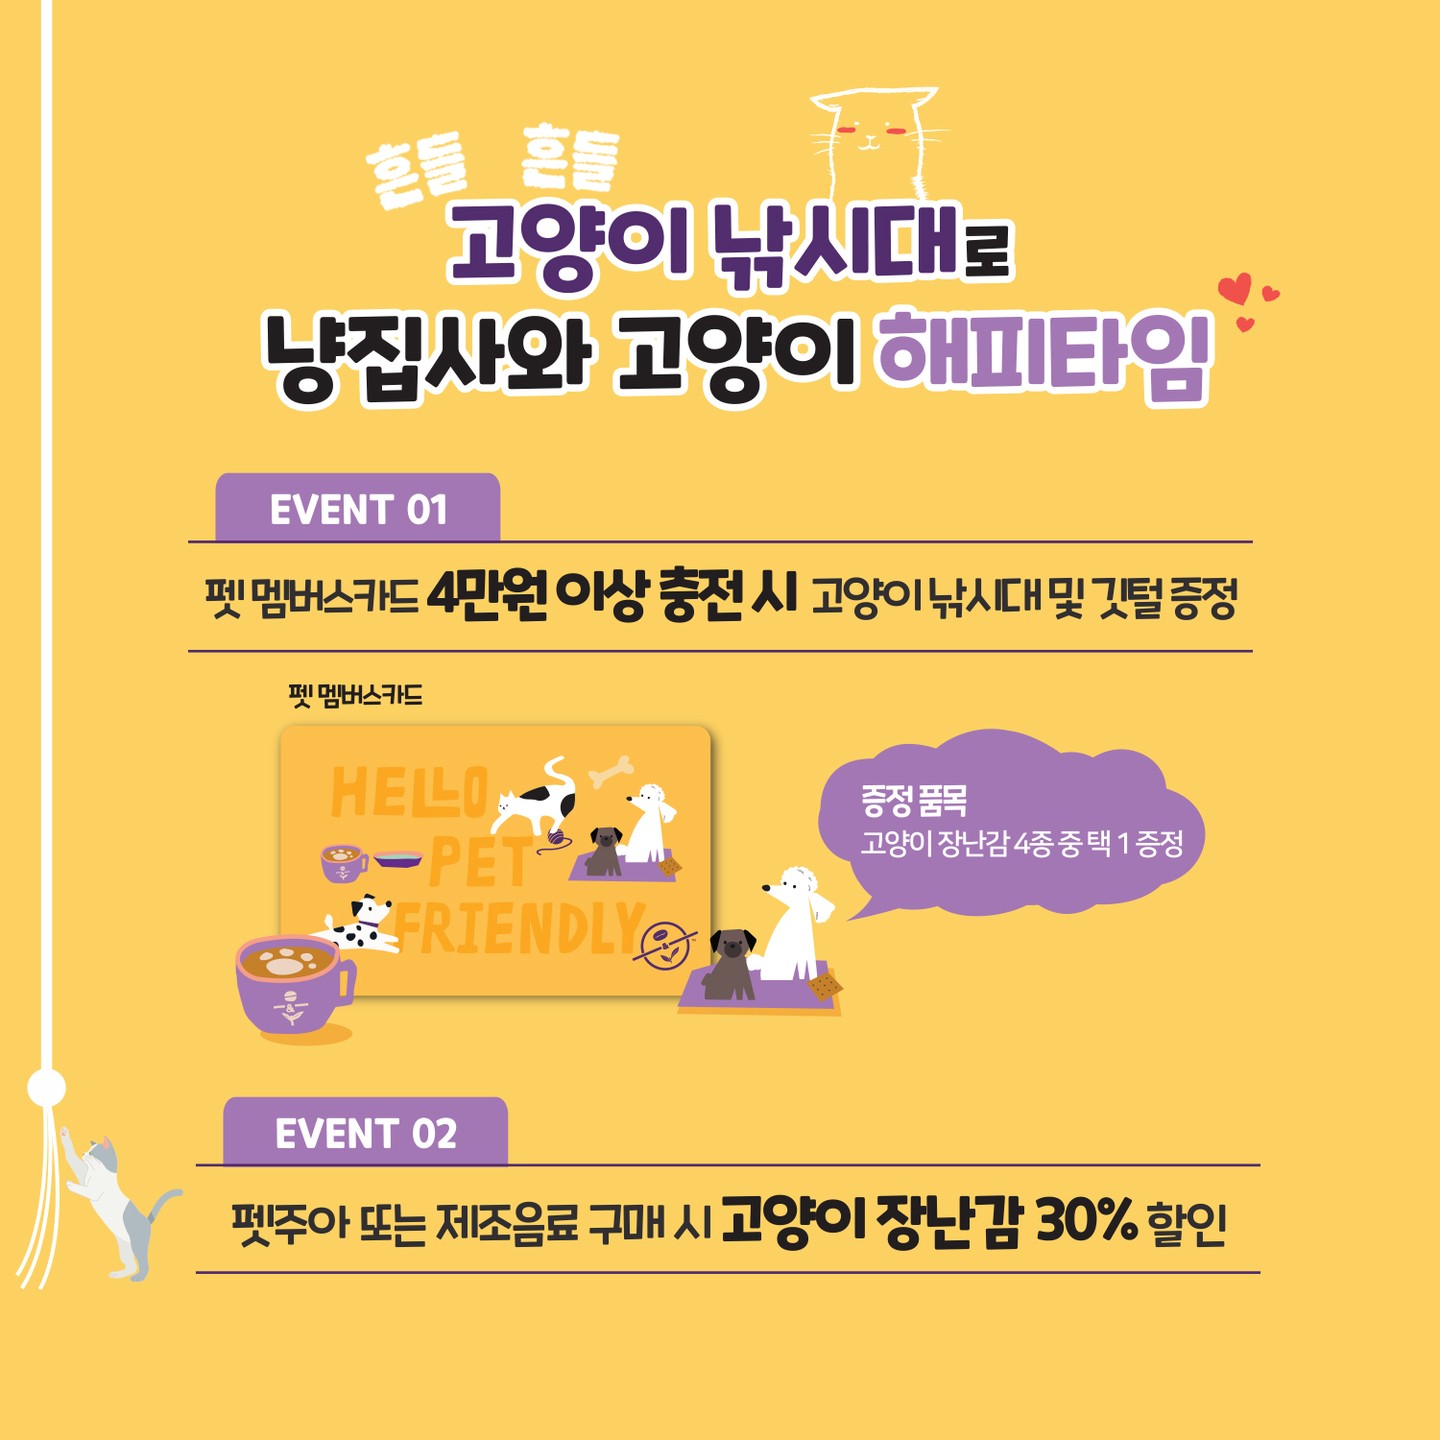 흔들 흔들
고양이 낚시대로
냥집사와 고양이 해피타임
EVENT 01
펫 멤버스카드 4만원 이상 충전 시 고양이 낚시대 및 깃털 증정
펫 멤버스카드
HELLO
PET
FRIENDLY
증정 품목
고양이 장난감 4종 중 택 1 증정
EVENT 02
펫주아 또는 제조음료 구매 시 고양이 장난감 30% 할인